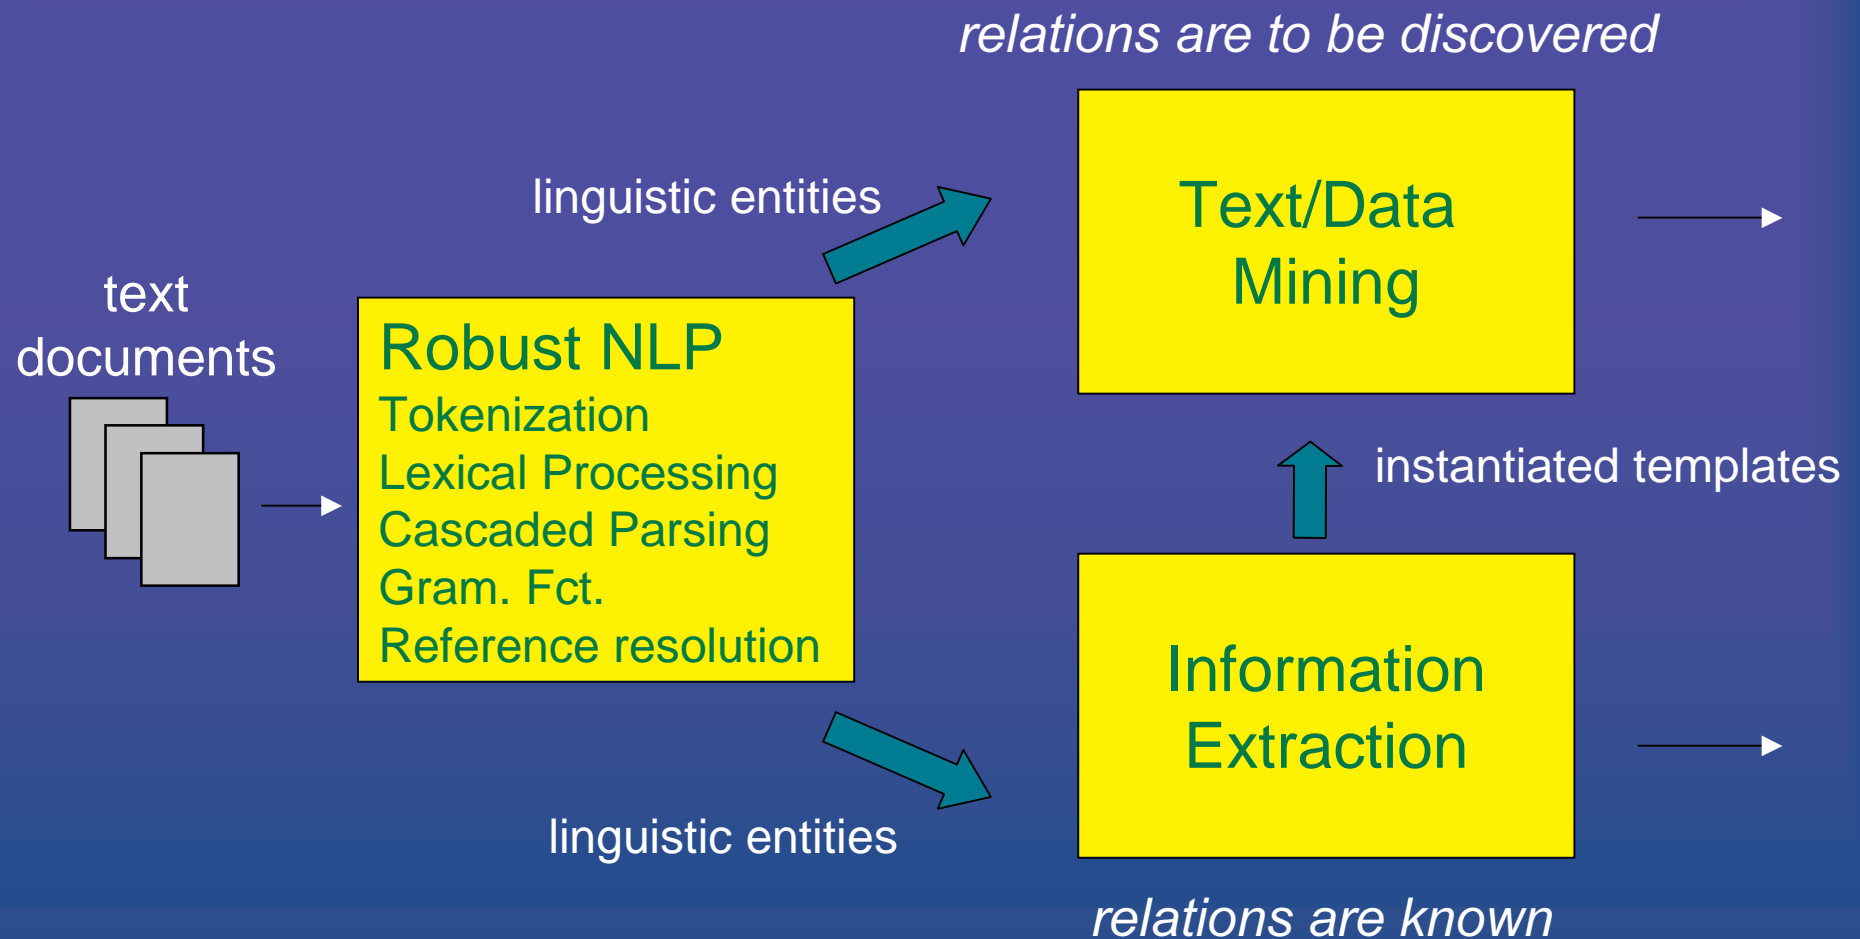 relations are to be discovered
linguistic entities
Text/Data
Mining
text
documents
Robust NLP
Tokenization
Lexical Processing
Cascaded Parsing
Gram. Fct.
Reference resolution
instantiated templates
Information
Extraction
linguistic entities
relations are known